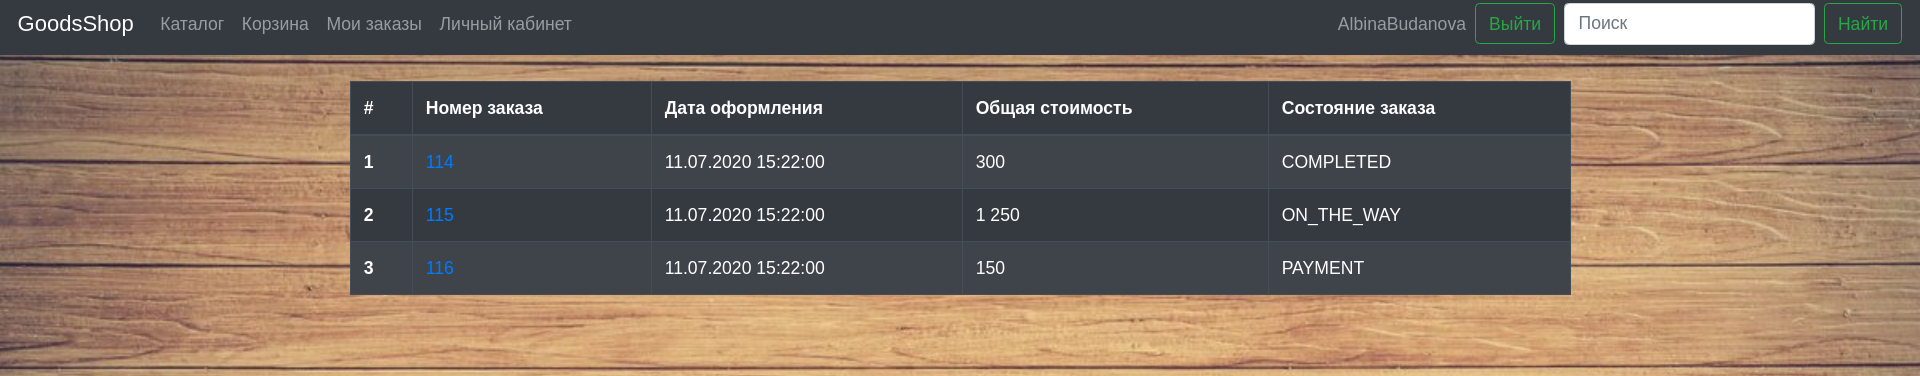 GoodsShop Каталог Корзина Мои заказы Личный кабинет AlbinaBudanova Выйти Поиск Найти
# Номер заказа Дата оформления Общая стоимость Состояние заказа
1 114 11.07.2020 15:22:00 300 COMPLETED
2 115 11.07.2020 15:22:00 1 250 ON_THE_WAY
3 116 11.07.2020 15:22:00 150 PAYMENT